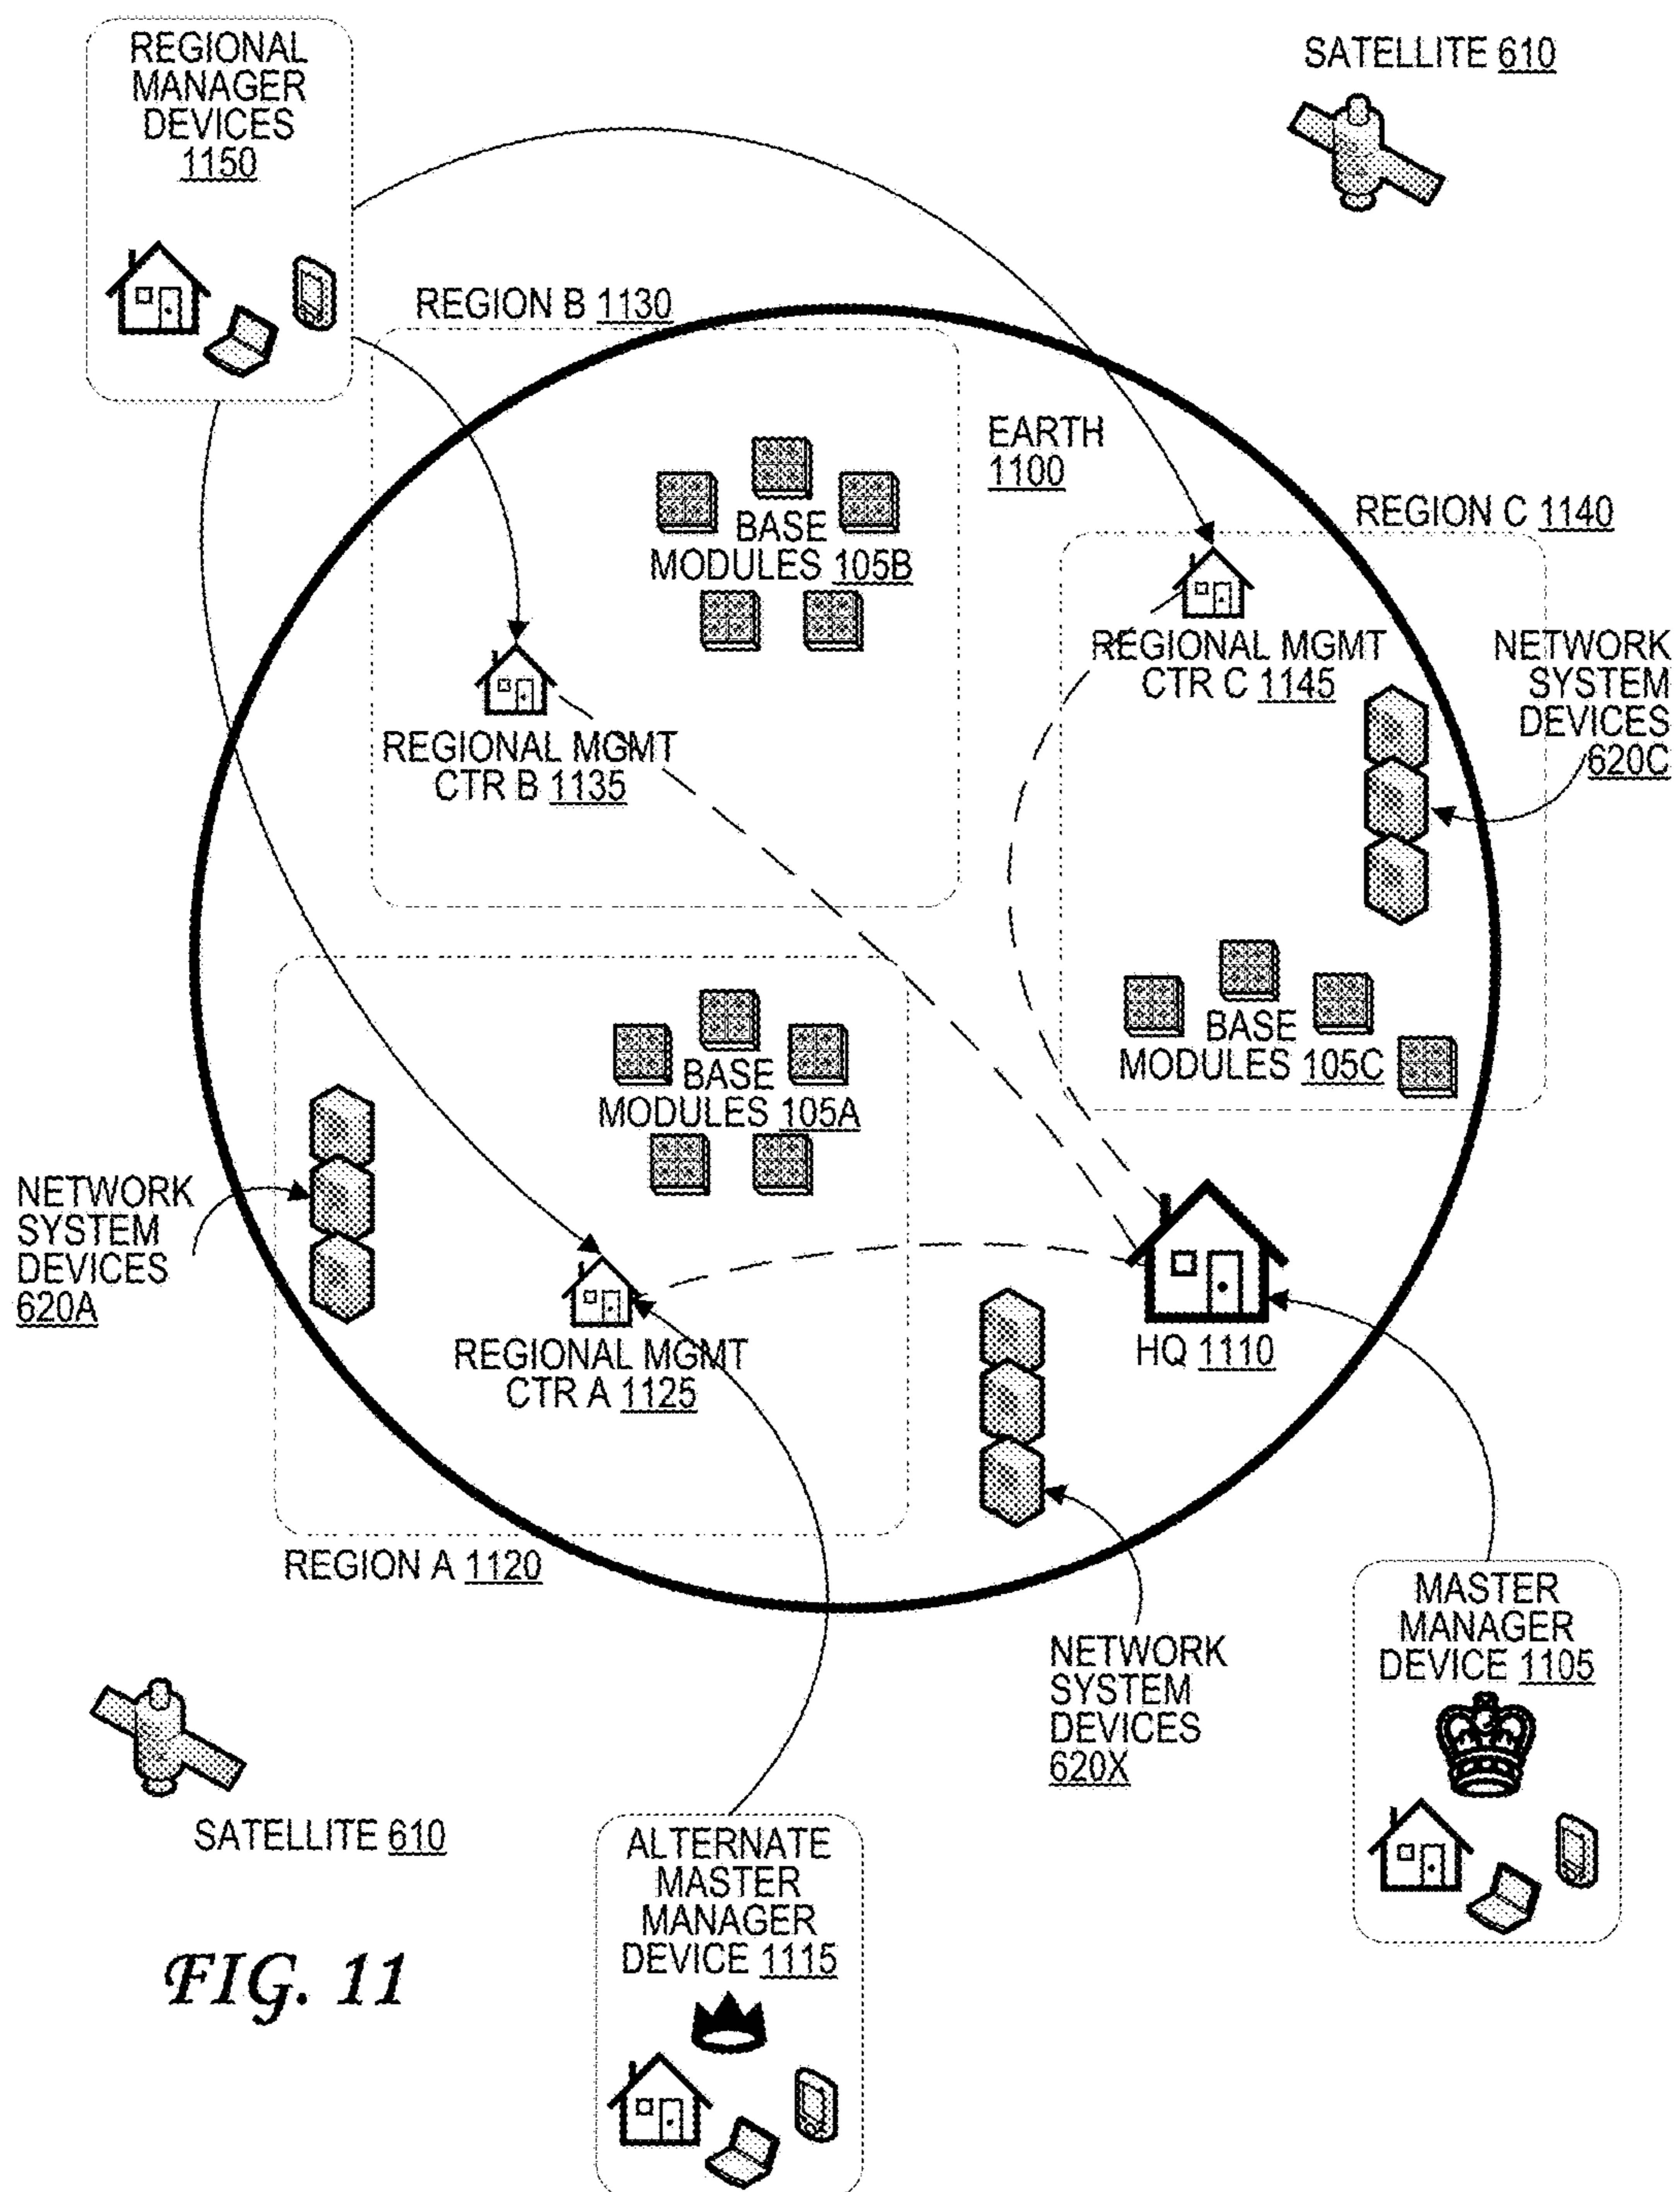 REGIONAL
MANAGER
DEVICES
1150
SATELLITE 610
REGION B 1130
EARTH
1100
BASE
MODULES 105B
REGION C 1140
REGIONAL MGMT
CTR C 1145
NETWORK
SYSTEM
DEVICES
620C
REGIONAL MGMT
CTR B 1135
BASE
MODULES 105C
BASE
MODULES 105A
NETWORK
SYSTEM
DEVICES
620A
REGIONAL MGMT
CTR A 1125
HQ 1110
REGION A 1120
NETWORK
SYSTEM
DEVICES
620X
MASTER
MANAGER
DEVICE 1105
SATELLITE 610
ALTERNATE
MASTER
MANAGER
DEVICE 1115
FIG. 11